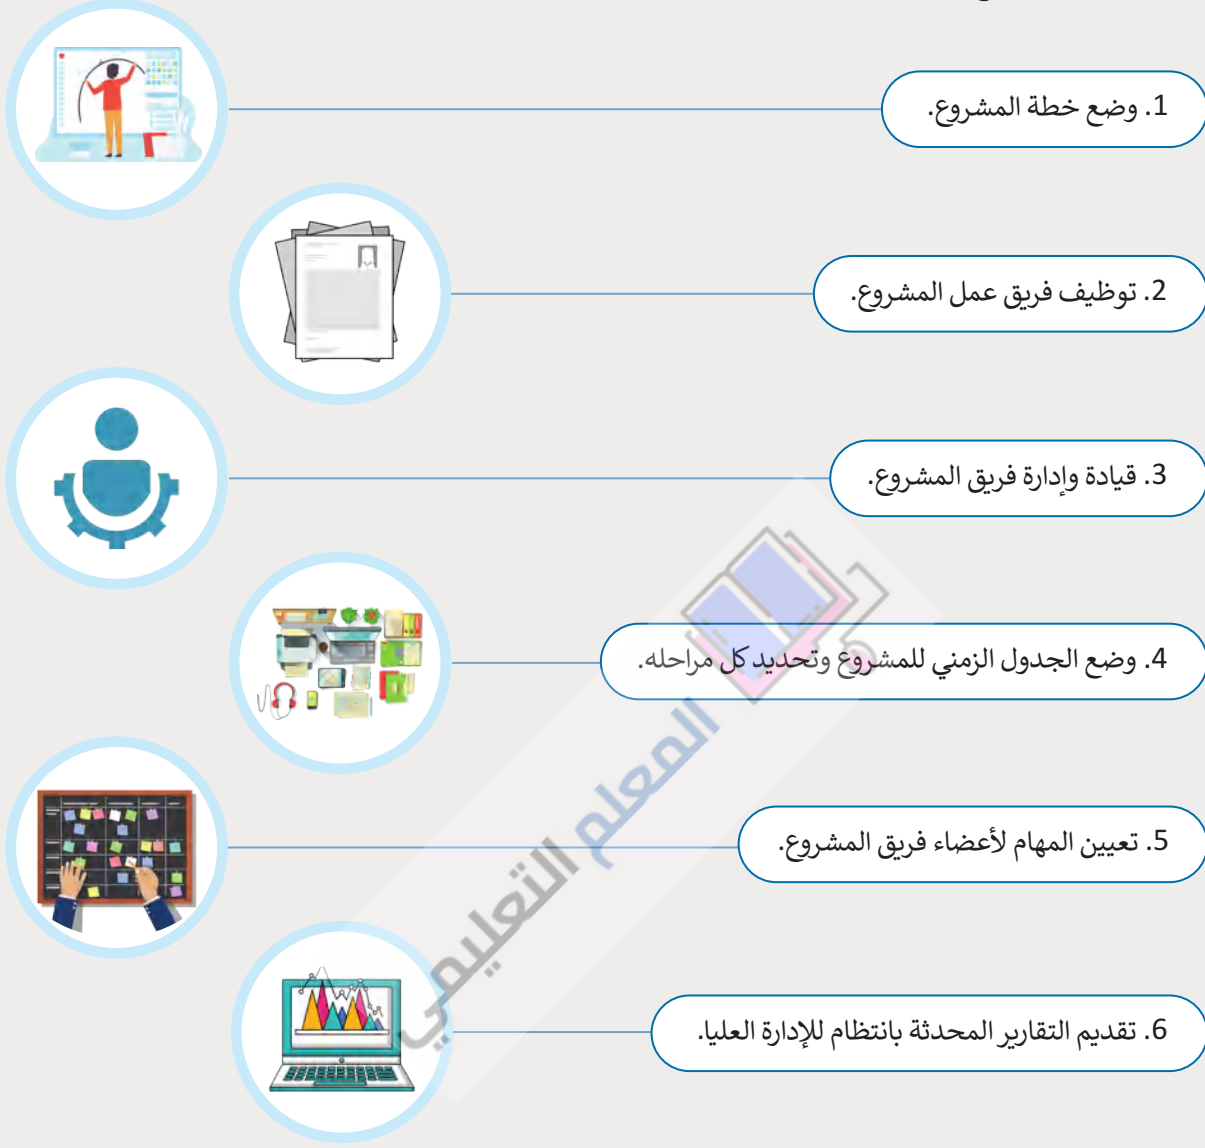 1. وضع خطة المشروع.
2. توظيف فريق عمل المشروع.
3. قيادة وإدارة فريق المشروع.
4. وضع الجدول الزمني للمشروع وتحديد كل مراحله.
المعلم التعليمي
5. تعيين المهام لأعضاء فريق المشروع.
6. تقديم التقارير المحدثة بانتظام للإدارة العليا.